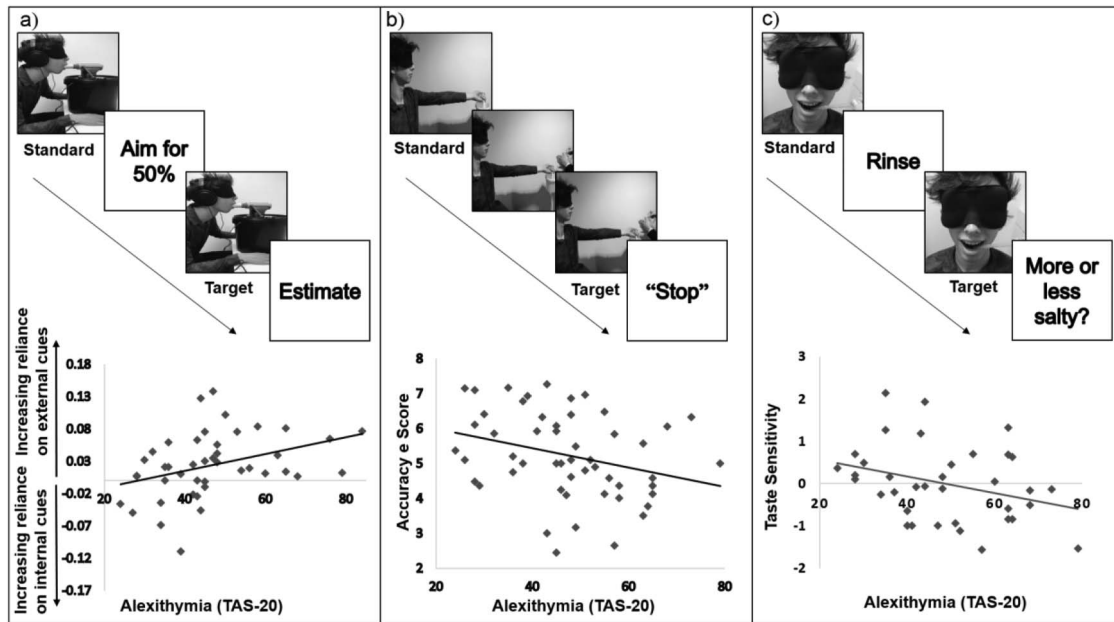 a)
Standard
Aim for
50%
Target
Estimate
Increasing reliance
on external cues
Increasing reliance
on internal cues
0.18
0.13
0.08
0.03
-0.02
-0.07
-0.12
-0.17
20
40
60
80
Alexithymia (TAS-20)
b)
Standard
Target
“Stop”
Accuracy e Score
8
7
6
5
4
3
2
20
40
60
80
Alexithymia (TAS-20)
c)
Standard
Rinse
Target
More or
less
salty?
Taste Sensitivity
3
2
1
0
-1
-2
20
40
60
80
Alexithymia (TAS-20)